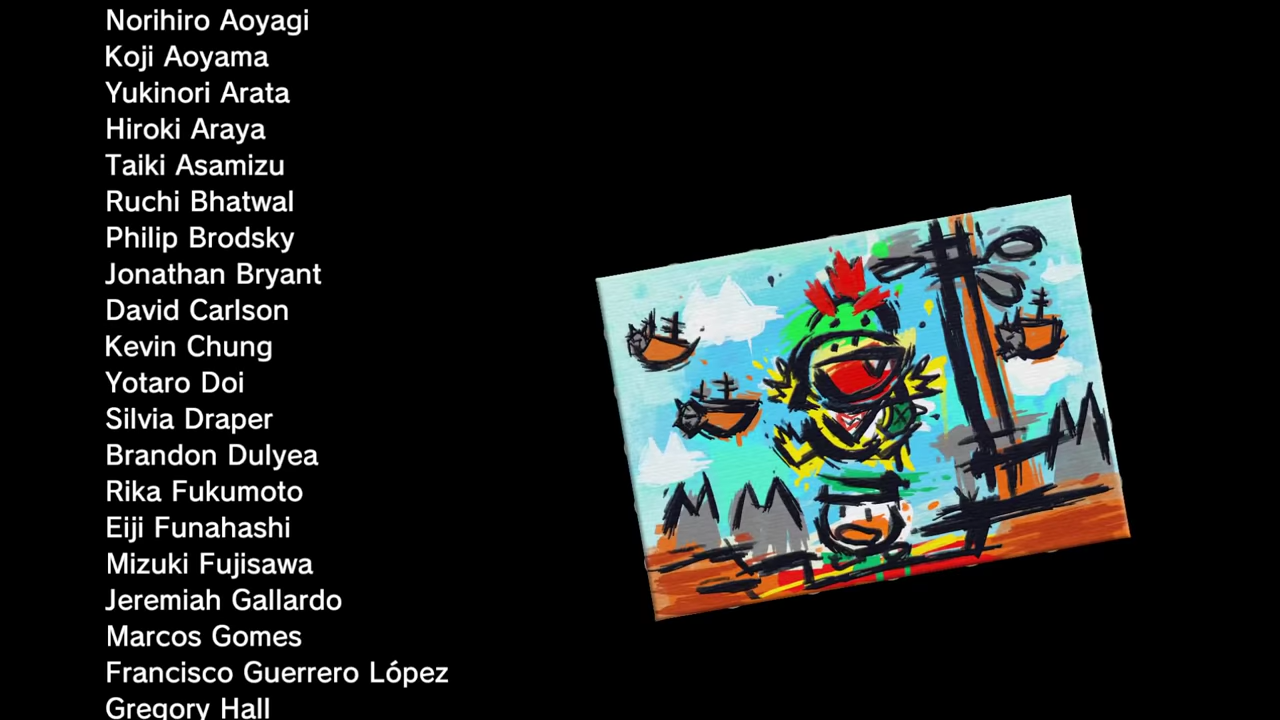 Norihiro Aoyagi
Koji Aoyama
Yukinori Arata
Hiroki Araya
Taiki Asamizu
Ruchi Bhatwal
Philip Brodsky
Jonathan Bryant
David Carlson
Kevin Chung
Yotaro Doi
Silvia Draper
Brandon Dulyea
Rika Fukumoto
Eiji Funahashi
Mizuki Fujisawa
Jeremiah Gallardo
Marcos Gomes
Francisco Guerrero López
Gregory Hall